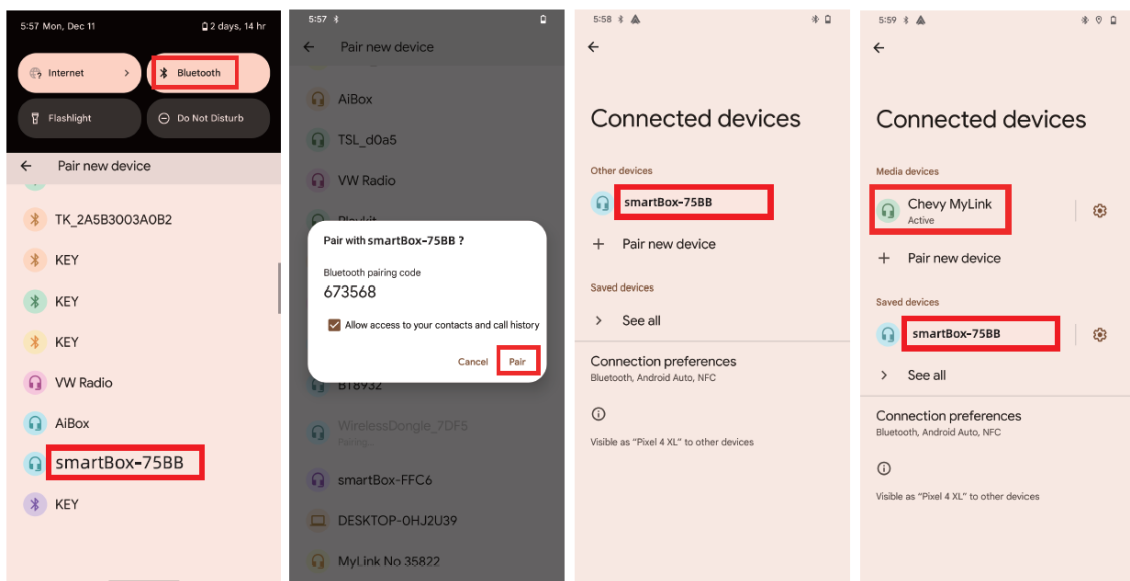 5:57 Mon, Dec 11
2 days, 14 hr
Internet
Bluetooth
Flashlight
Do Not Disturb
Pair new device
TK_2A5B3003A0B2
KEY
KEY
KEY
VW Radio
AiBox
smartBox-75BB
KEY
5:57
Pair new device
AiBox
TSL_d0a5
VW Radio
Playkit
Pair with smartBox-75BB ?
Bluetooth pairing code
673568
Allow access to your contacts and call history
Cancel
Pair
BT8932
WirelessDongle_7DF5
Pairing...
smartBox-FFC6
DESKTOP-0HJ2U39
MyLink No 35822
5:58
Connected devices
Other devices
smartBox-75BB
Pair new device
Saved devices
See all
Connection preferences
Bluetooth, Android Auto, NFC
Visible as “Pixel 4 XL” to other devices
5:59
Connected devices
Media devices
Chevy MyLink
Active
Pair new device
Saved devices
smartBox-75BB
See all
Connection preferences
Bluetooth, Android Auto, NFC
Visible as “Pixel 4 XL” to other devices